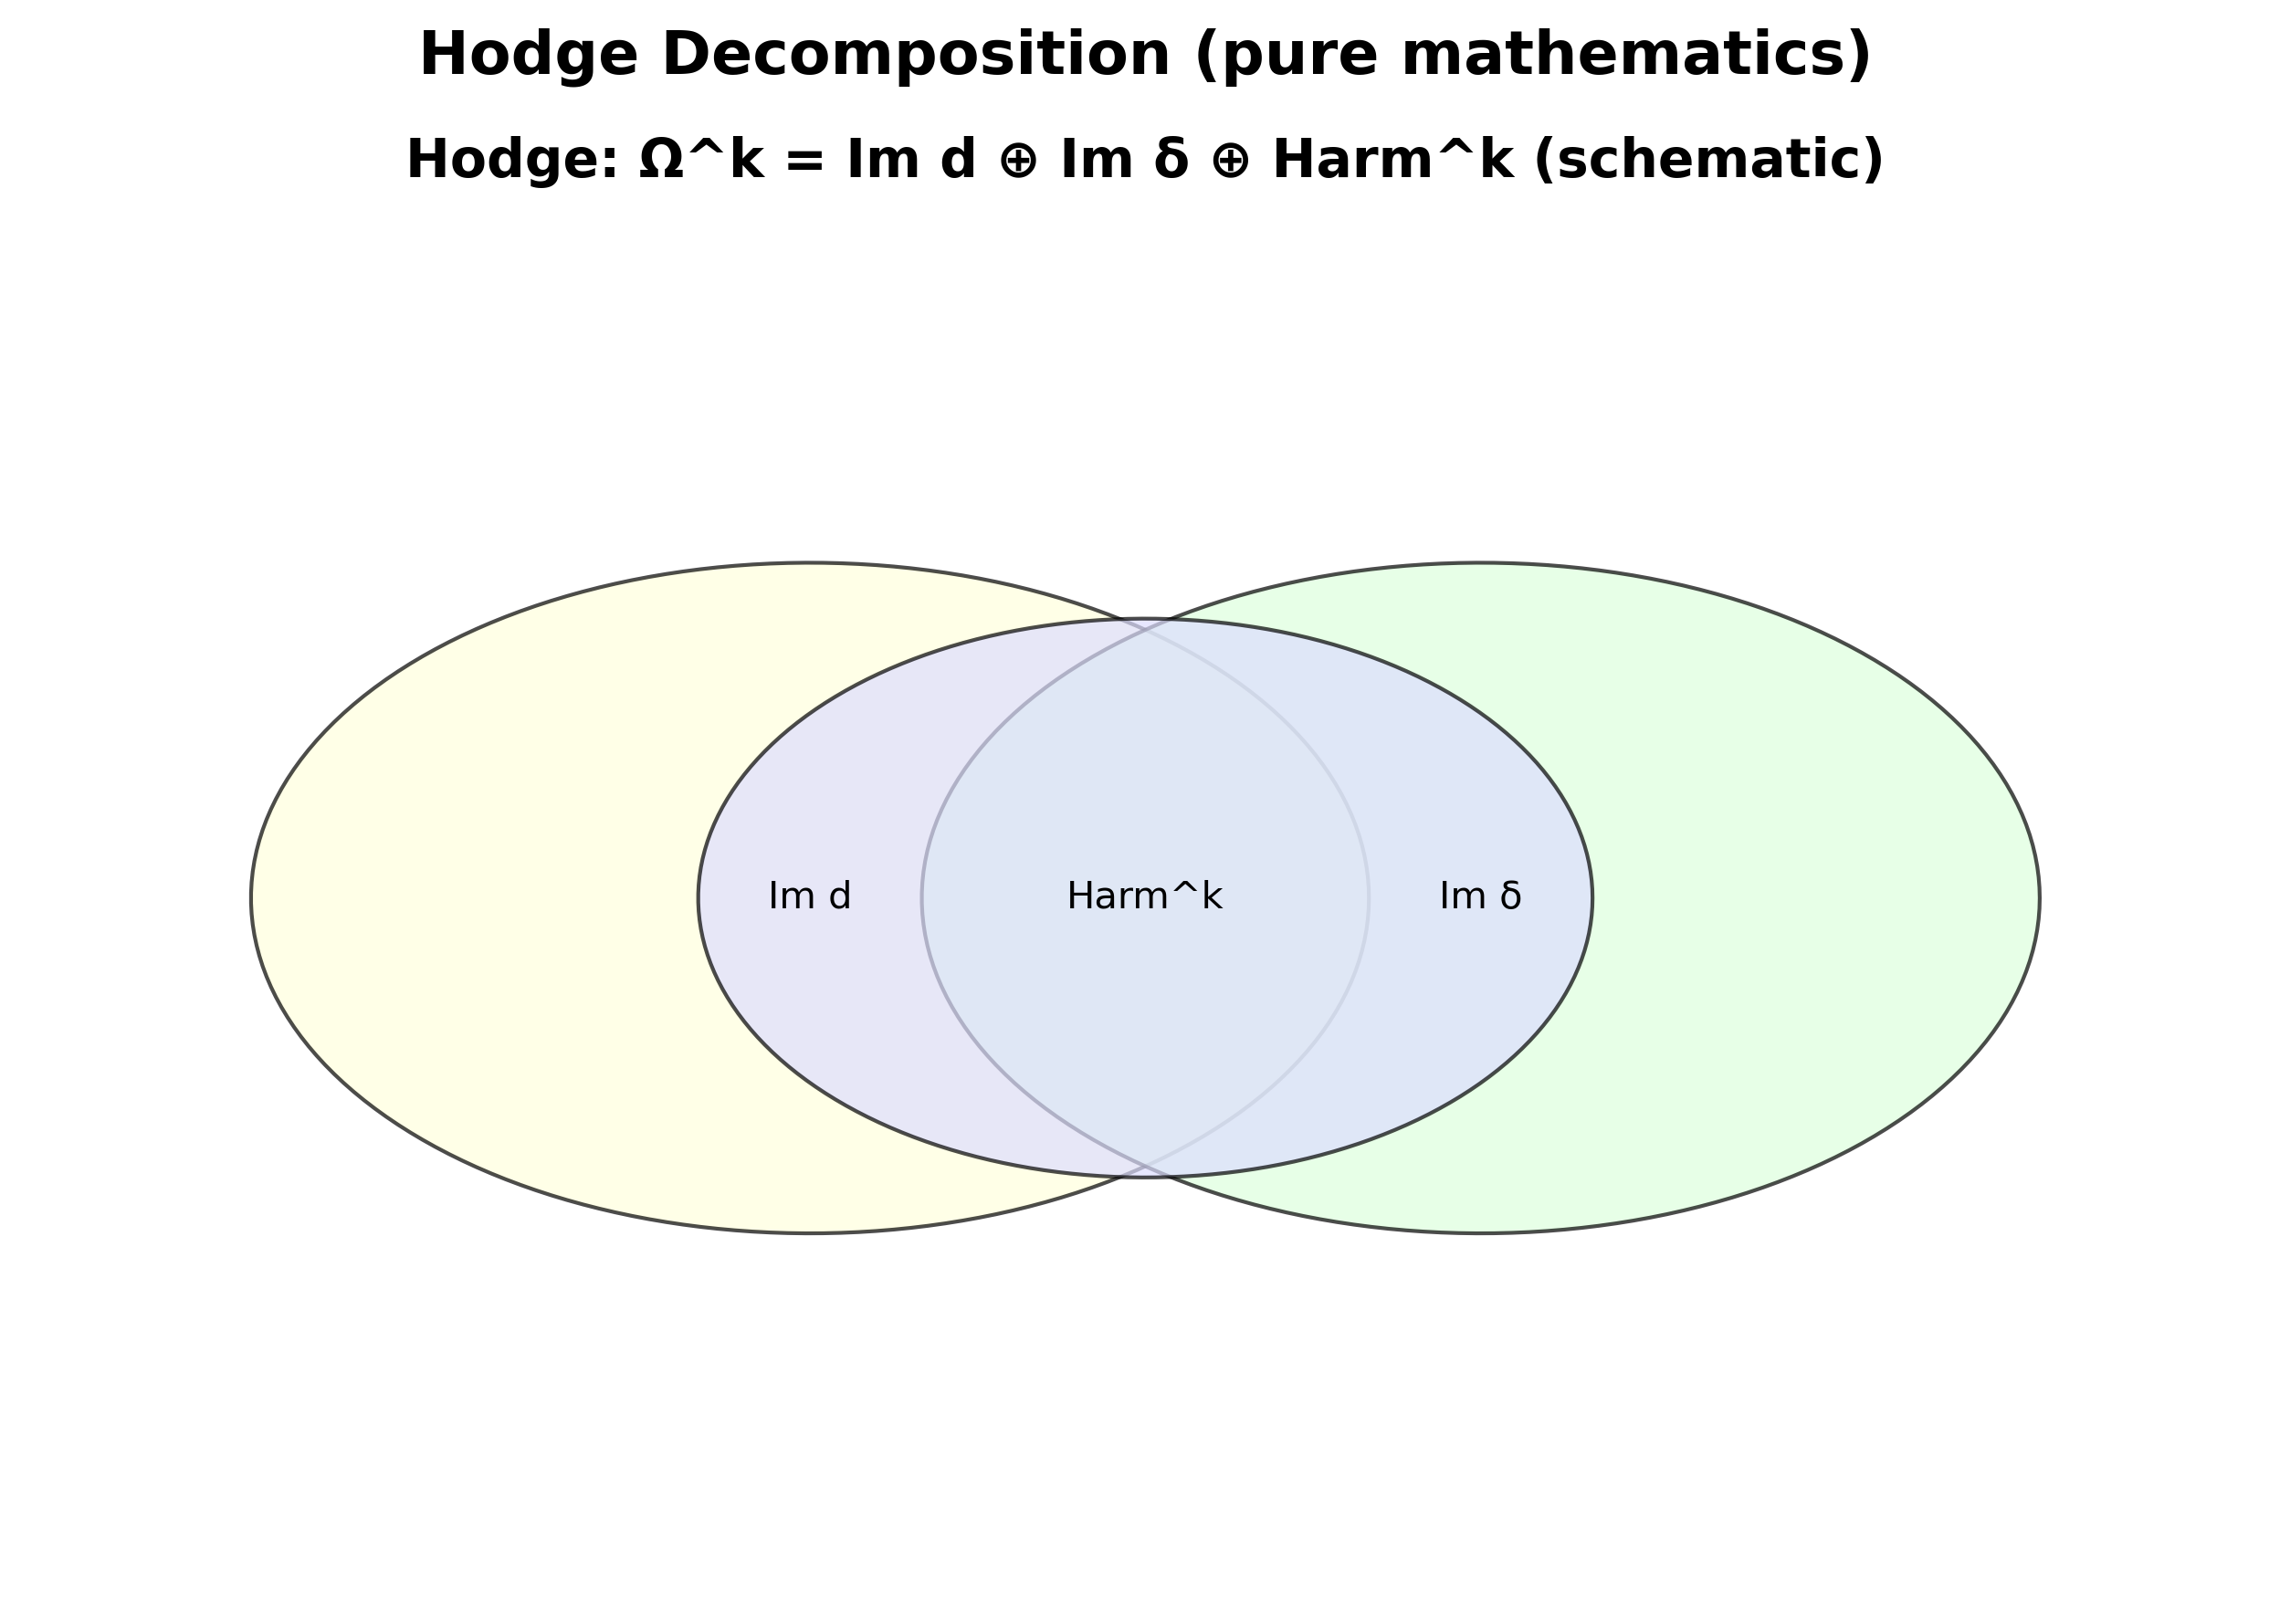 Hodge Decomposition (pure mathematics)
Hodge: Ω^k = Im d ⊕ Im δ ⊕ Harm^k (schematic)
Im d
Harm^k
Im δ